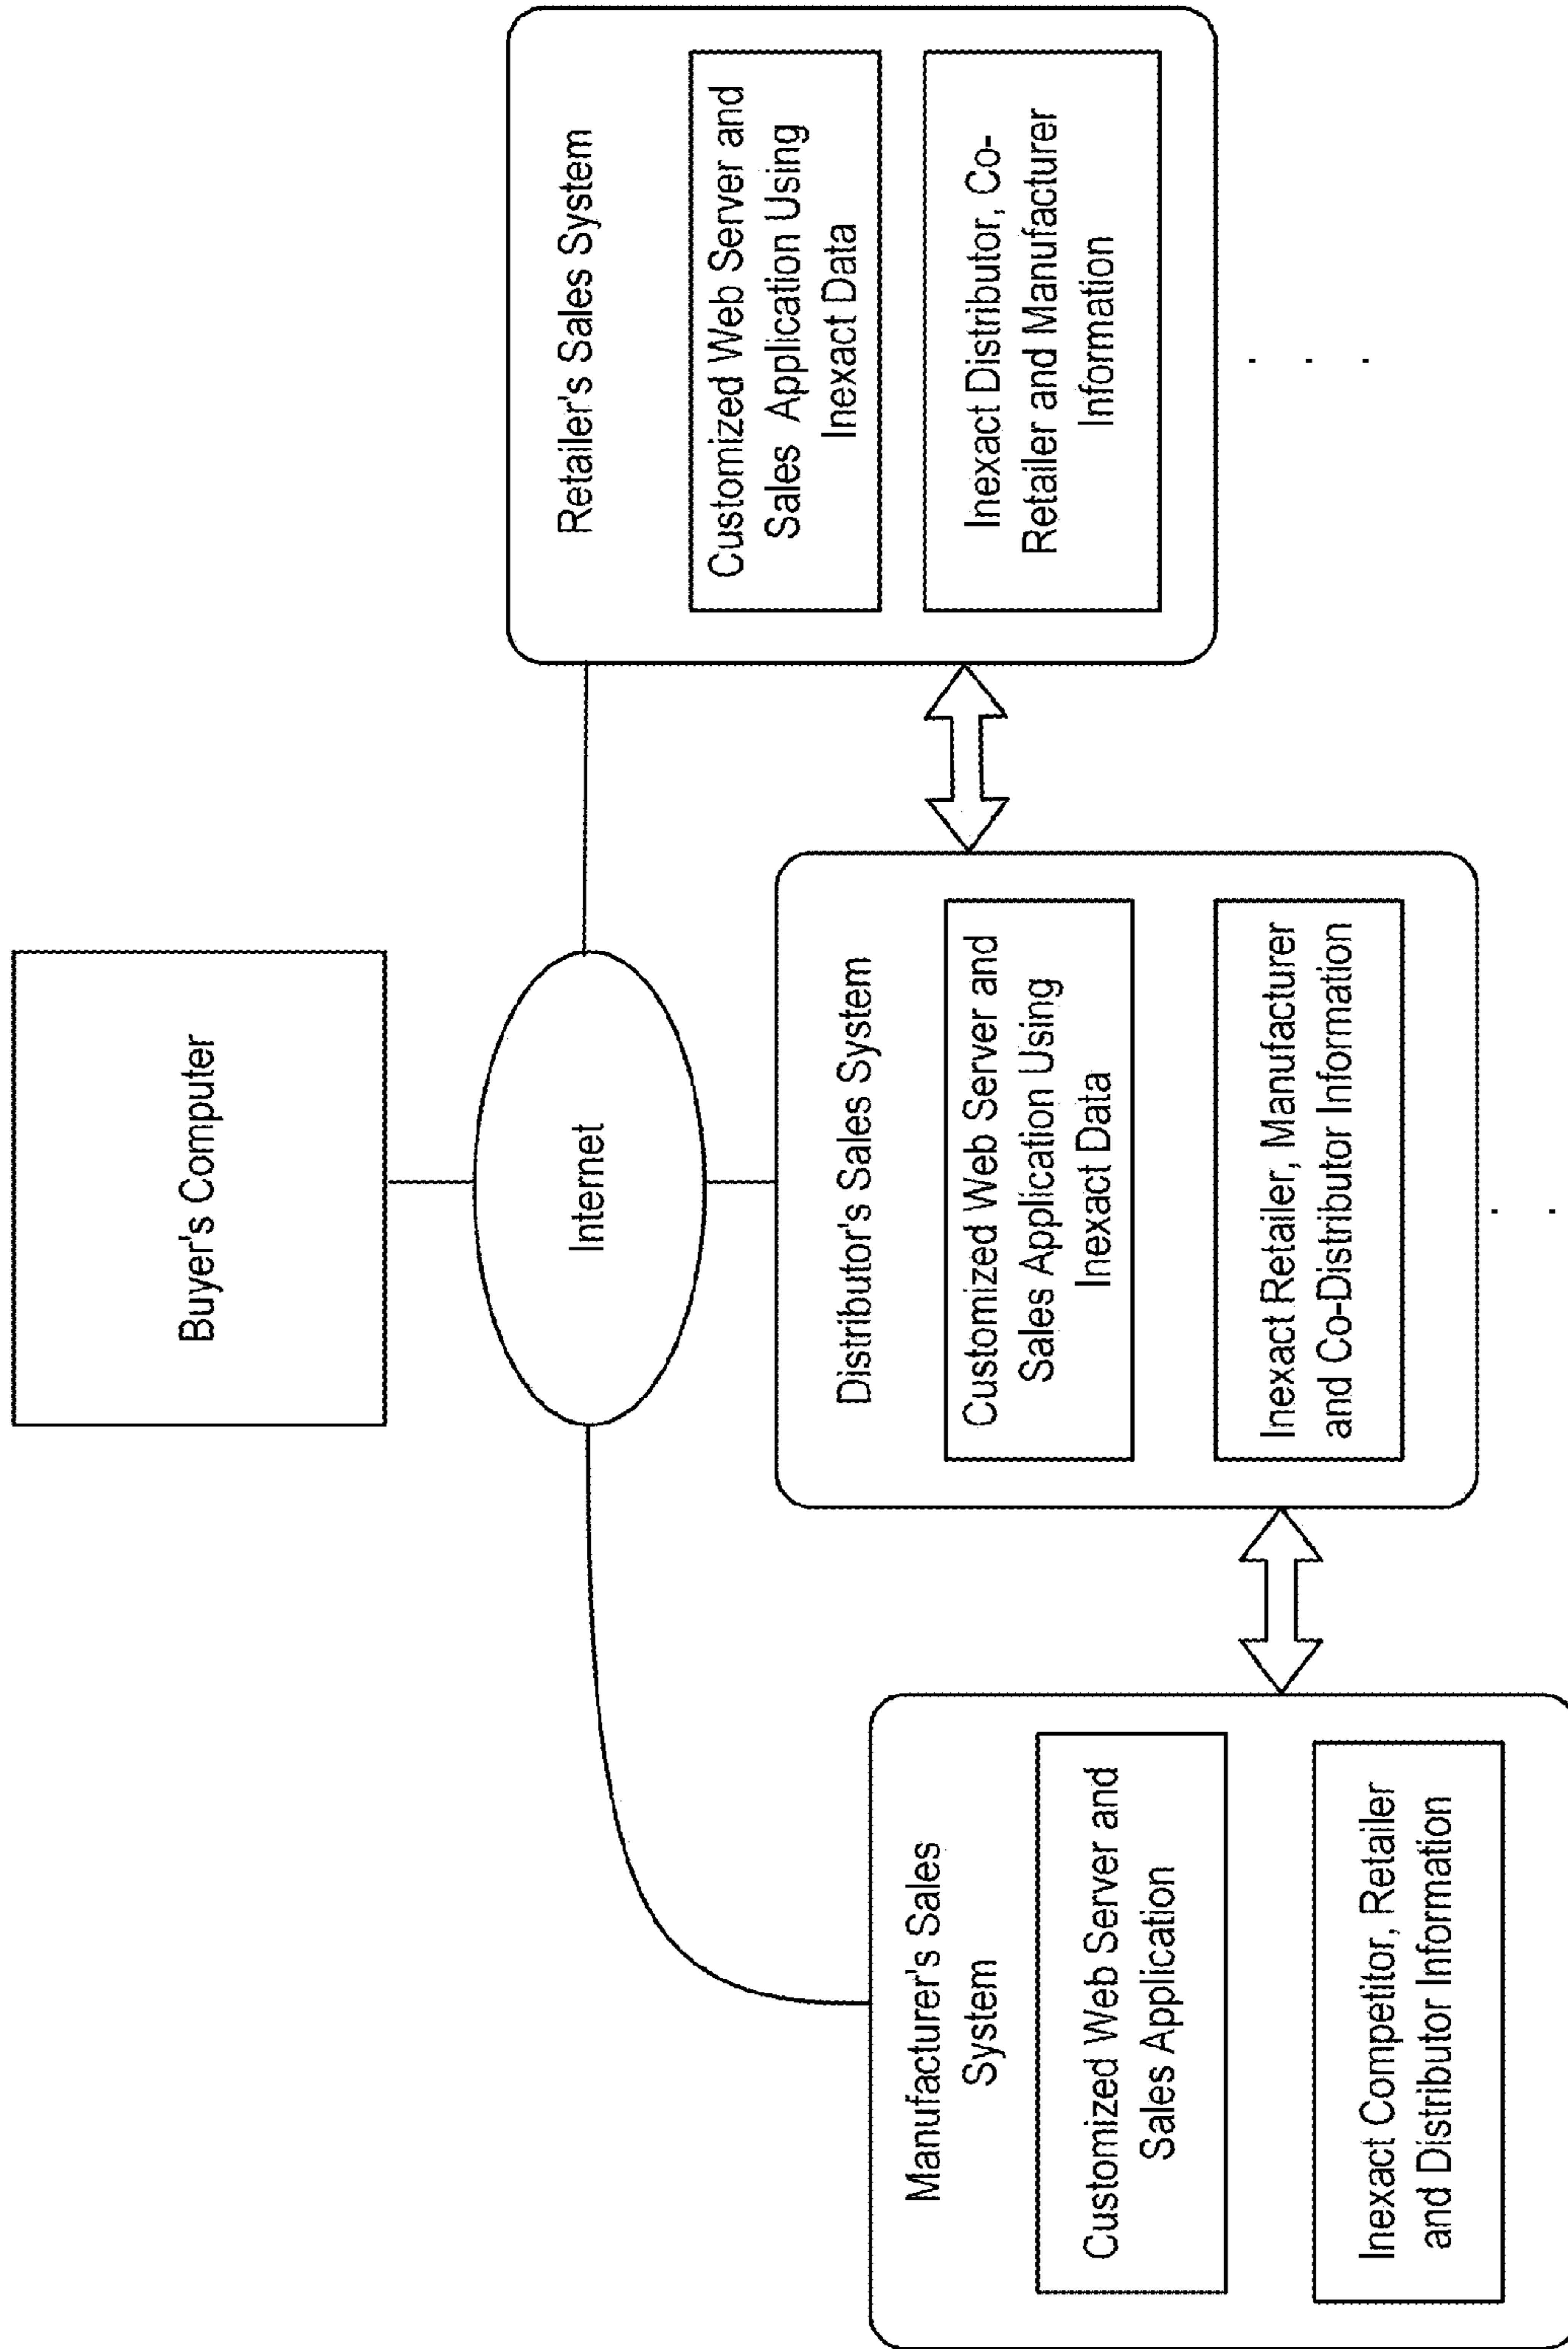 Buyer's Computer
Internet
Manufacturer's Sales
System
Customized Web Server and
Sales Application
Inexact Competitor, Retailer
and Distributor Information
Distributor's Sales System
Customized Web Server and
Sales Application Using
Inexact Data
Inexact Retailer, Manufacturer
and Co-Distributor Information
Retailer's Sales System
Customized Web Server and
Sales Application Using
Inexact Data
Inexact Distributor, Co-
Retailer and Manufacturer
Information